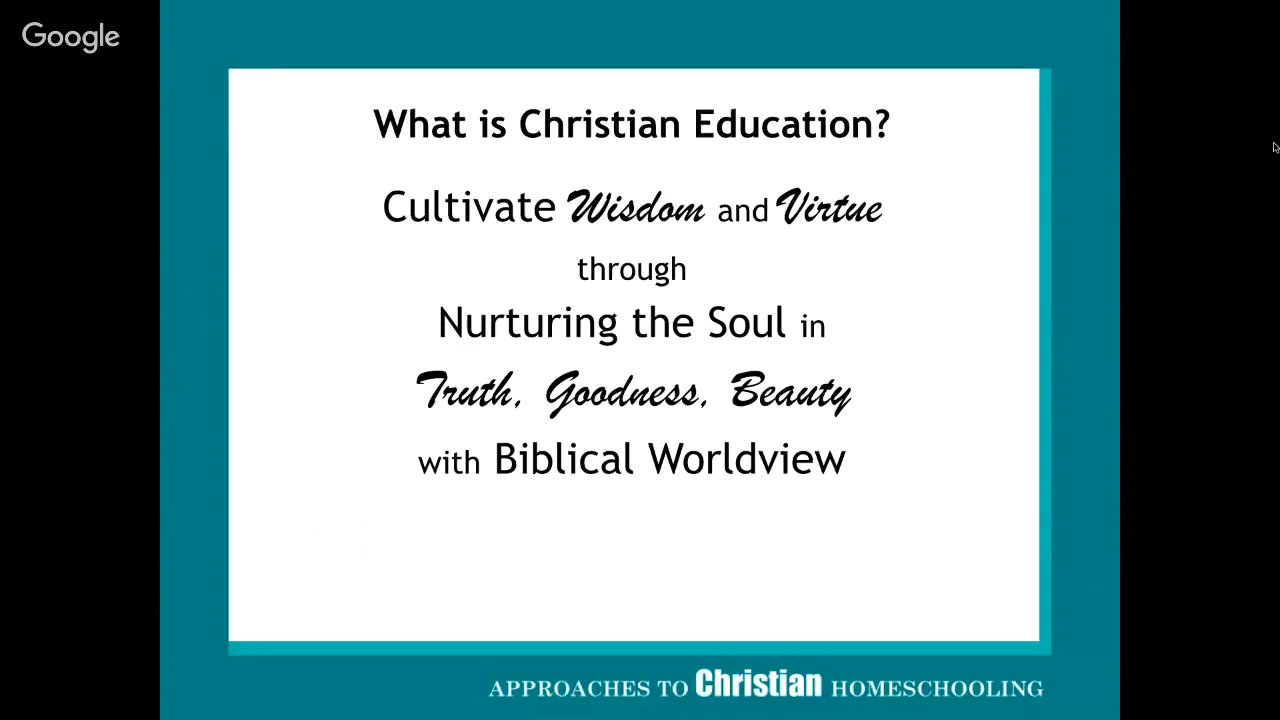 Google
What is Christian Education?
Cultivate Wisdom and Virtue
through
Nurturing the Soul in
Truth, Goodness, Beauty
with Biblical Worldview
APPROACHES TO Christian HOMESCHOOLING